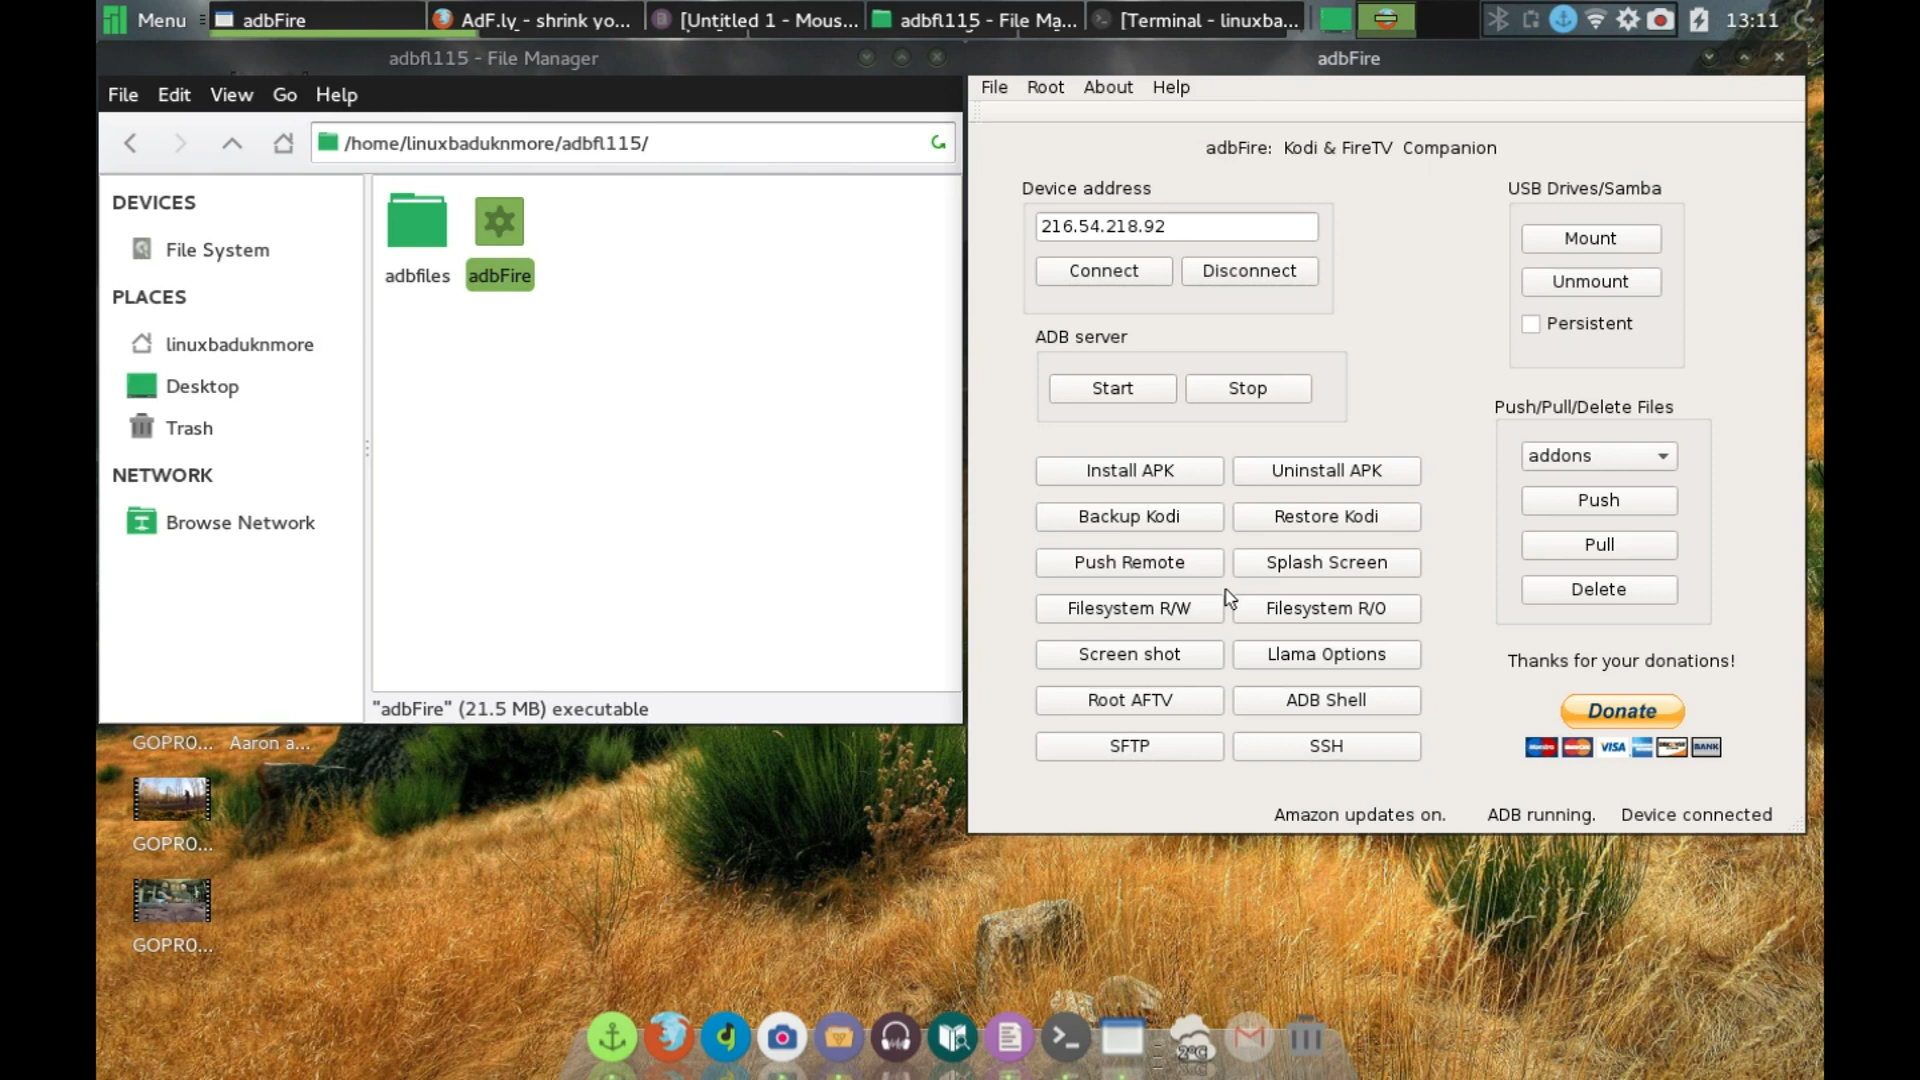 Menu
adbFire
AdF.ly - shrink yo...
[Untitled 1 - Mous...
adbfl115 - File Ma...
[Terminal - linuxba...
13:11
adbfl115 - File Manager
File Edit View Go Help
/home/linuxbaduknmore/adbfl115/
DEVICES
File System
PLACES
linuxbaduknmore
Desktop
Trash
NETWORK
Browse Network
adbfiles
adbFire
"adbFire" (21.5 MB) executable
adbFire
File Root About Help
adbFire: Kodi & FireTV Companion
Device address
216.54.218.92
Connect Disconnect
ADB server
Start Stop
Install APK Uninstall APK
Backup Kodi Restore Kodi
Push Remote Splash Screen
Filesystem R/W Filesystem R/O
Screen shot Llama Options
Root AFTV ADB Shell
SFTP SSH
USB Drives/Samba
Mount
Unmount
Persistent
Push/Pull/Delete Files
addons
Push
Pull
Delete
Thanks for your donations!
Donate
VISA
BANK
Amazon updates on. ADB running. Device connected
GOPR0... Aaron a...
GOPR0...
GOPR0...
2°C